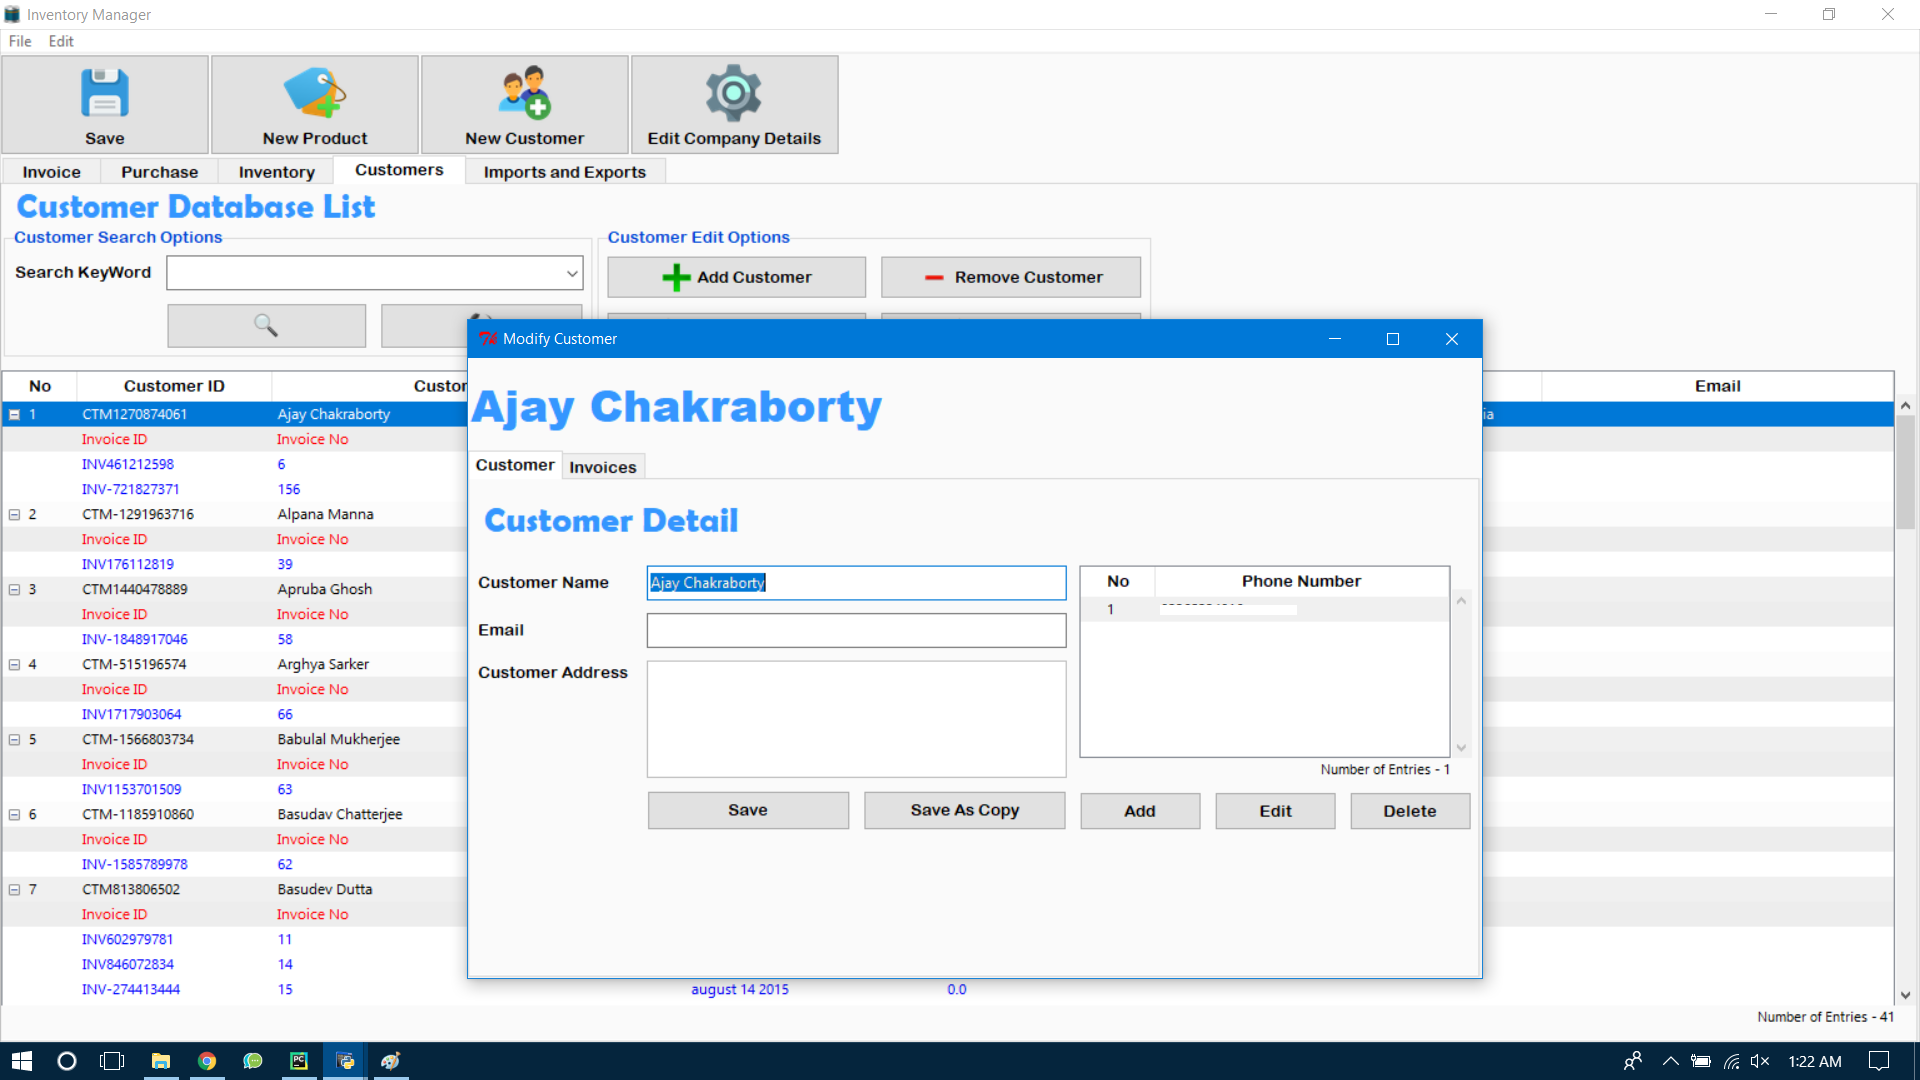 Inventory Manager
File Edit
Save New Product New Customer Edit Company Details
Invoice Purchase Inventory Customers Imports and Exports
Customer Database List
Customer Search Options Customer Edit Options
Search KeyWord Add Customer Remove Customer
Modify Customer
No Customer ID Custor Email
1 CTM1270874061 Ajay Chakraborty ia
Invoice ID Invoice No
INV461212598 6
INV-721827371 156
2 CTM-1291963716 Alpana Manna
Invoice ID Invoice No
INV176112819 39
3 CTM1440478889 Apruba Ghosh
Invoice ID Invoice No
INV-1848917046 58
4 CTM-515196574 Arghya Sarker
Invoice ID Invoice No
INV1717903064 66
5 CTM-1566803734 Babulal Mukherjee
Invoice ID Invoice No
INV1153701509 63
6 CTM-1185910860 Basudav Chatterjee
Invoice ID Invoice No
INV-1585789978 62
7 CTM813806502 Basudev Dutta
Invoice ID Invoice No
INV602979781 11
INV846072834 14
INV-274413444 15 august 14 2015 0.0
Number of Entries - 41
Ajay Chakraborty
Customer Invoices
Customer Detail
Customer Name Ajay Chakraborty
Email
Customer Address
No Phone Number
1
Number of Entries - 1
Save Save As Copy Add Edit Delete
1:22 AM